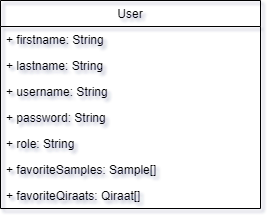 User
+ firstname: String
+ lastname: String
+ username: String
+ password: String
+ role: String
+ favoriteSamples: Sample[]
+ favoriteQiraats: Qiraat[]